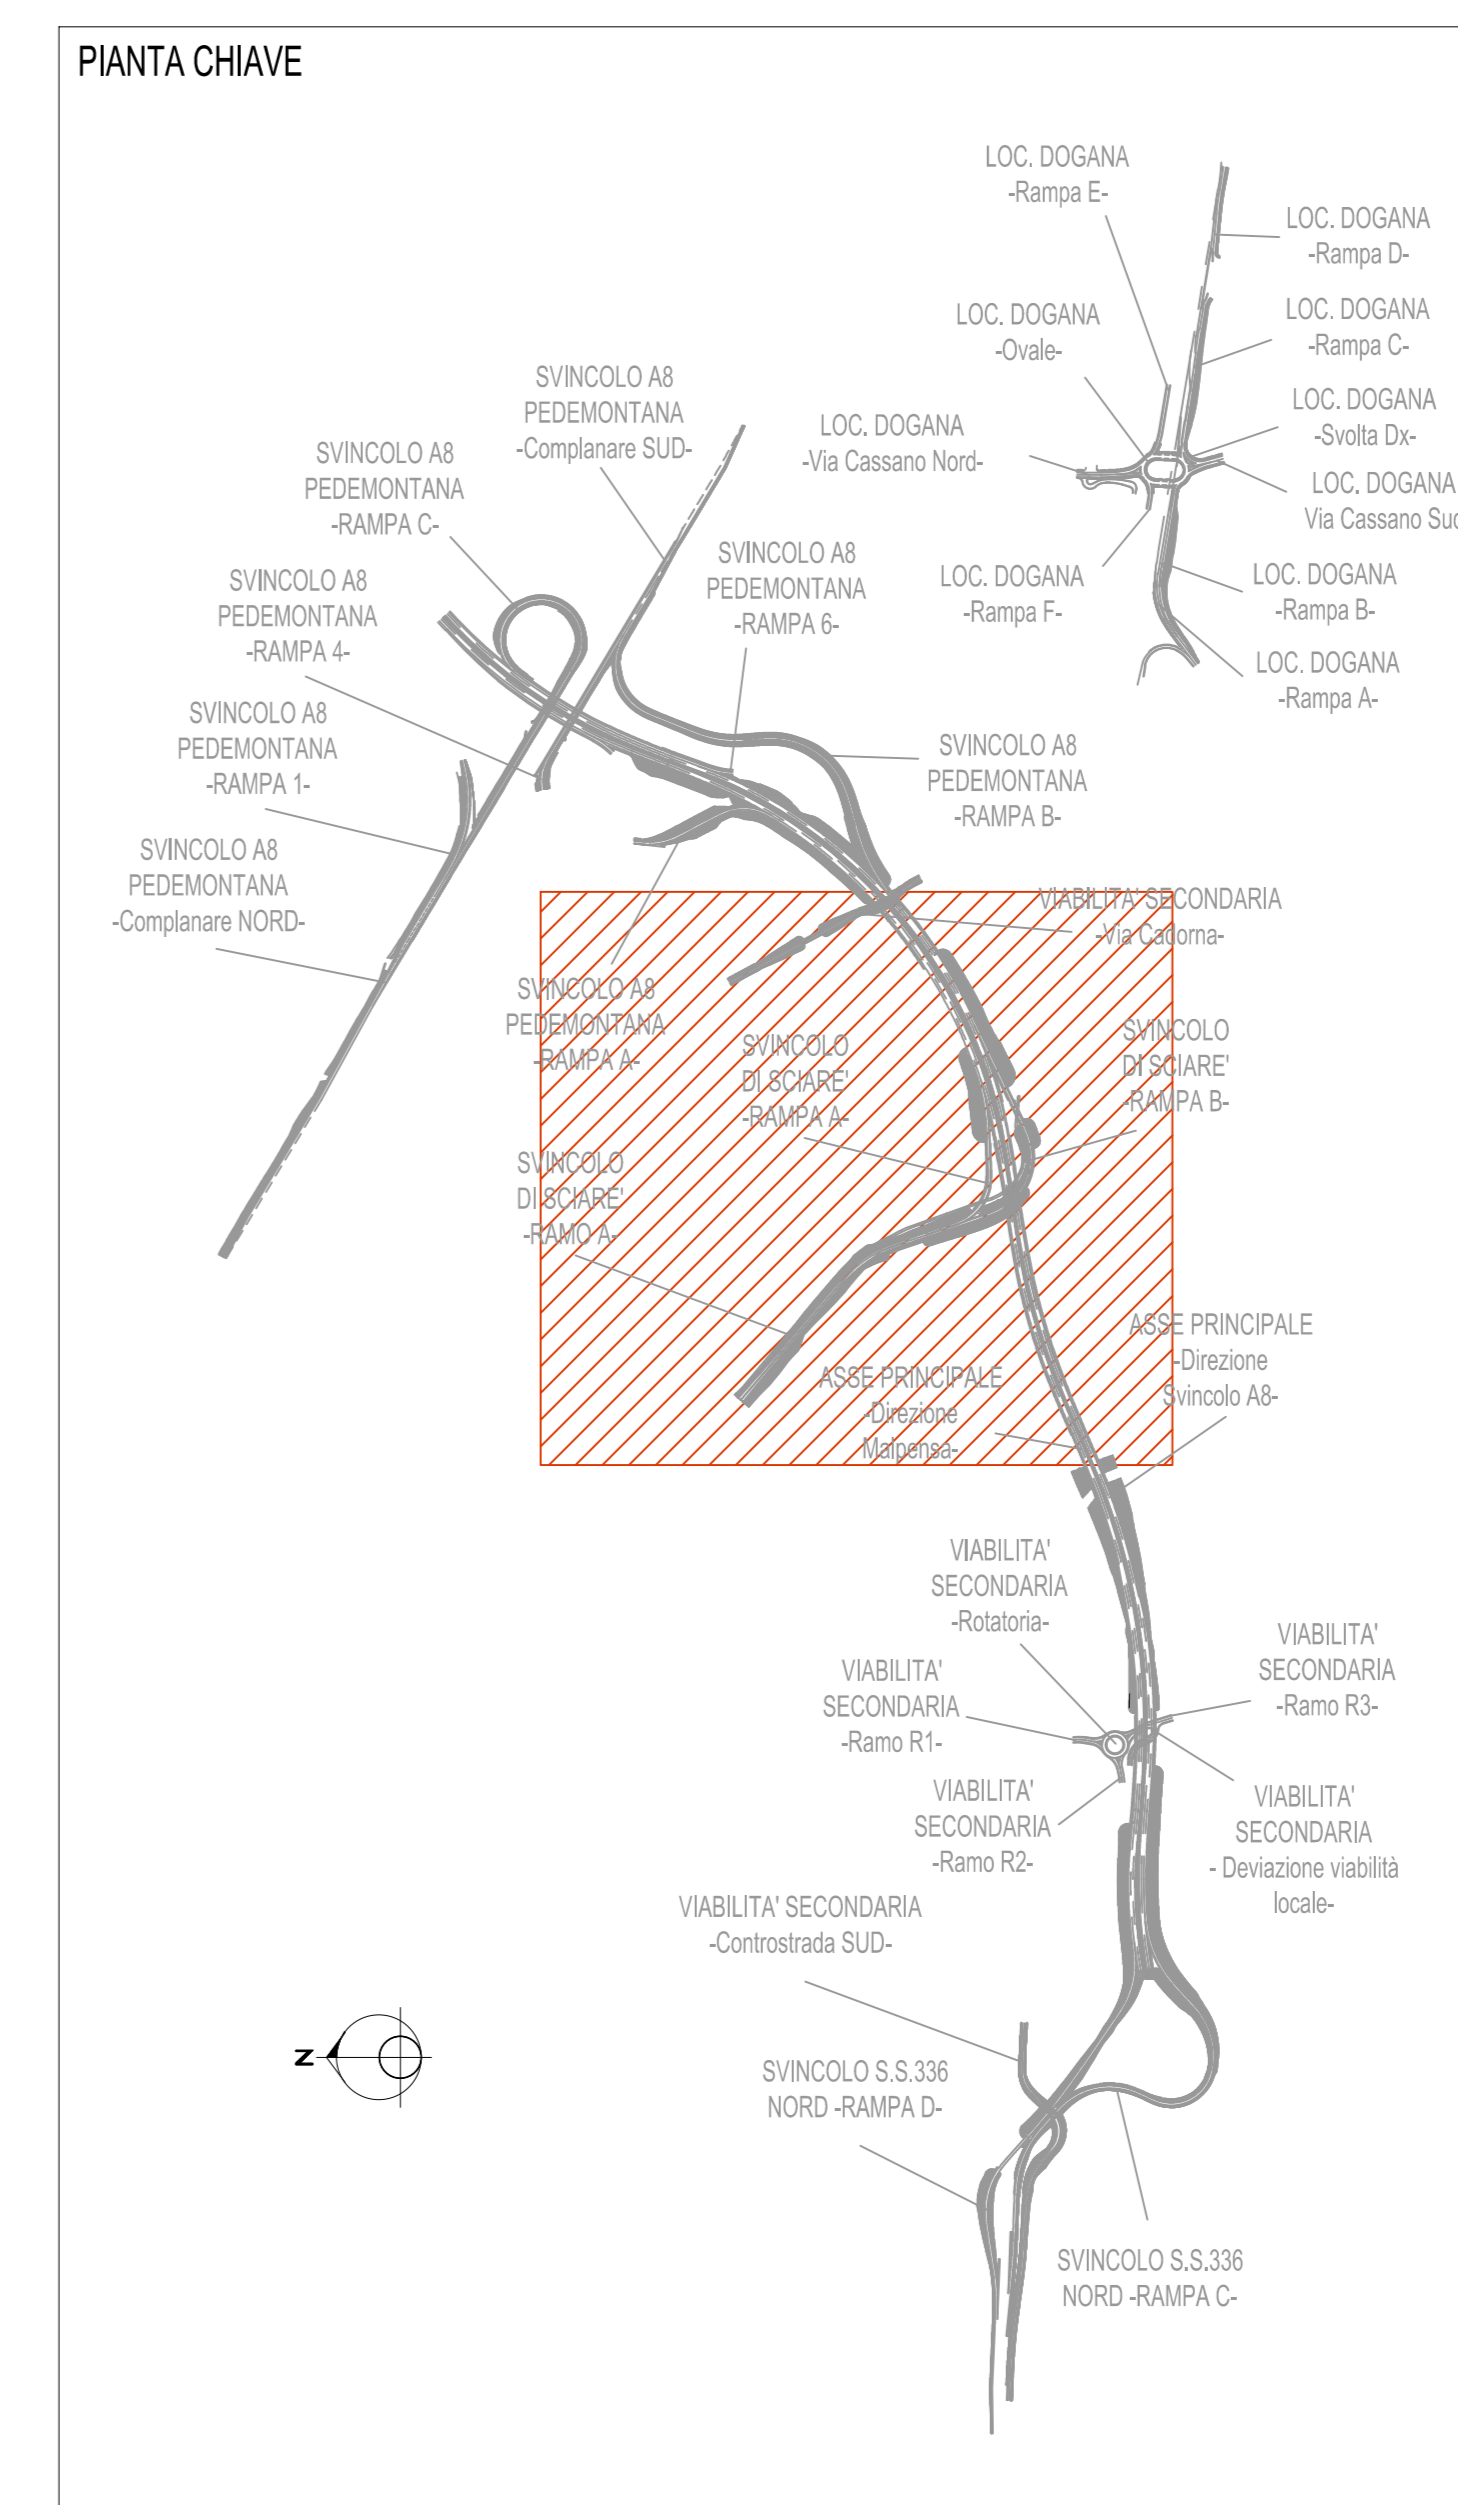 PIANTA CHIAVE
LOC. DOGANA
-Rampa E-
LOC. DOGANA
-Rampa D-
LOC. DOGANA
-Ovale-
LOC. DOGANA
-Rampa C-
SVINCOLO A8
PEDEMONTANA
-Complanare SUD-
LOC. DOGANA
-Svolta Dx-
LOC. DOGANA
-Via Cassano Nord-
SVINCOLO A8
PEDEMONTANA
-RAMPA C-
LOC. DOGANA
Via Cassano Suc
SVINCOLO A8
PEDEMONTANA
-RAMPA 6-
LOC. DOGANA
-Rampa F-
LOC. DOGANA
-Rampa B-
SVINCOLO A8
PEDEMONTANA
-RAMPA 4-
LOC. DOGANA
-Rampa A-
SVINCOLO A8
PEDEMONTANA
-RAMPA 1-
SVINCOLO A8
PEDEMONTANA
-RAMPA B-
SVINCOLO A8
PEDEMONTANA
-Complanare NORD-
VIABILITA' SECONDARIA
-Via Cadorna-
SVINCOLO A8
PEDEMONTANA
-RAMPA A-
SVINCOLO
DI SCIARE'
-RAMPA A-
SVINCOLO
DI SCIARE'
-RAMPA B-
SVINCOLO
DI SCIARE'
-RAMO A-
ASSE PRINCIPALE
-Direzione
Svincolo A8-
ASSE PRINCIPALE
-Direzione
Malpensa-
VIABILITA'
SECONDARIA
-Rotatoria-
VIABILITA'
SECONDARIA
-Ramo R3-
VIABILITA'
SECONDARIA
-Ramo R1-
VIABILITA'
SECONDARIA
-Ramo R2-
VIABILITA'
SECONDARIA
- Deviazione viabilità
locale-
VIABILITA' SECONDARIA
-Controstrada SUD-
N
SVINCOLO S.S.336
NORD -RAMPA D-
SVINCOLO S.S.336
NORD -RAMPA C-